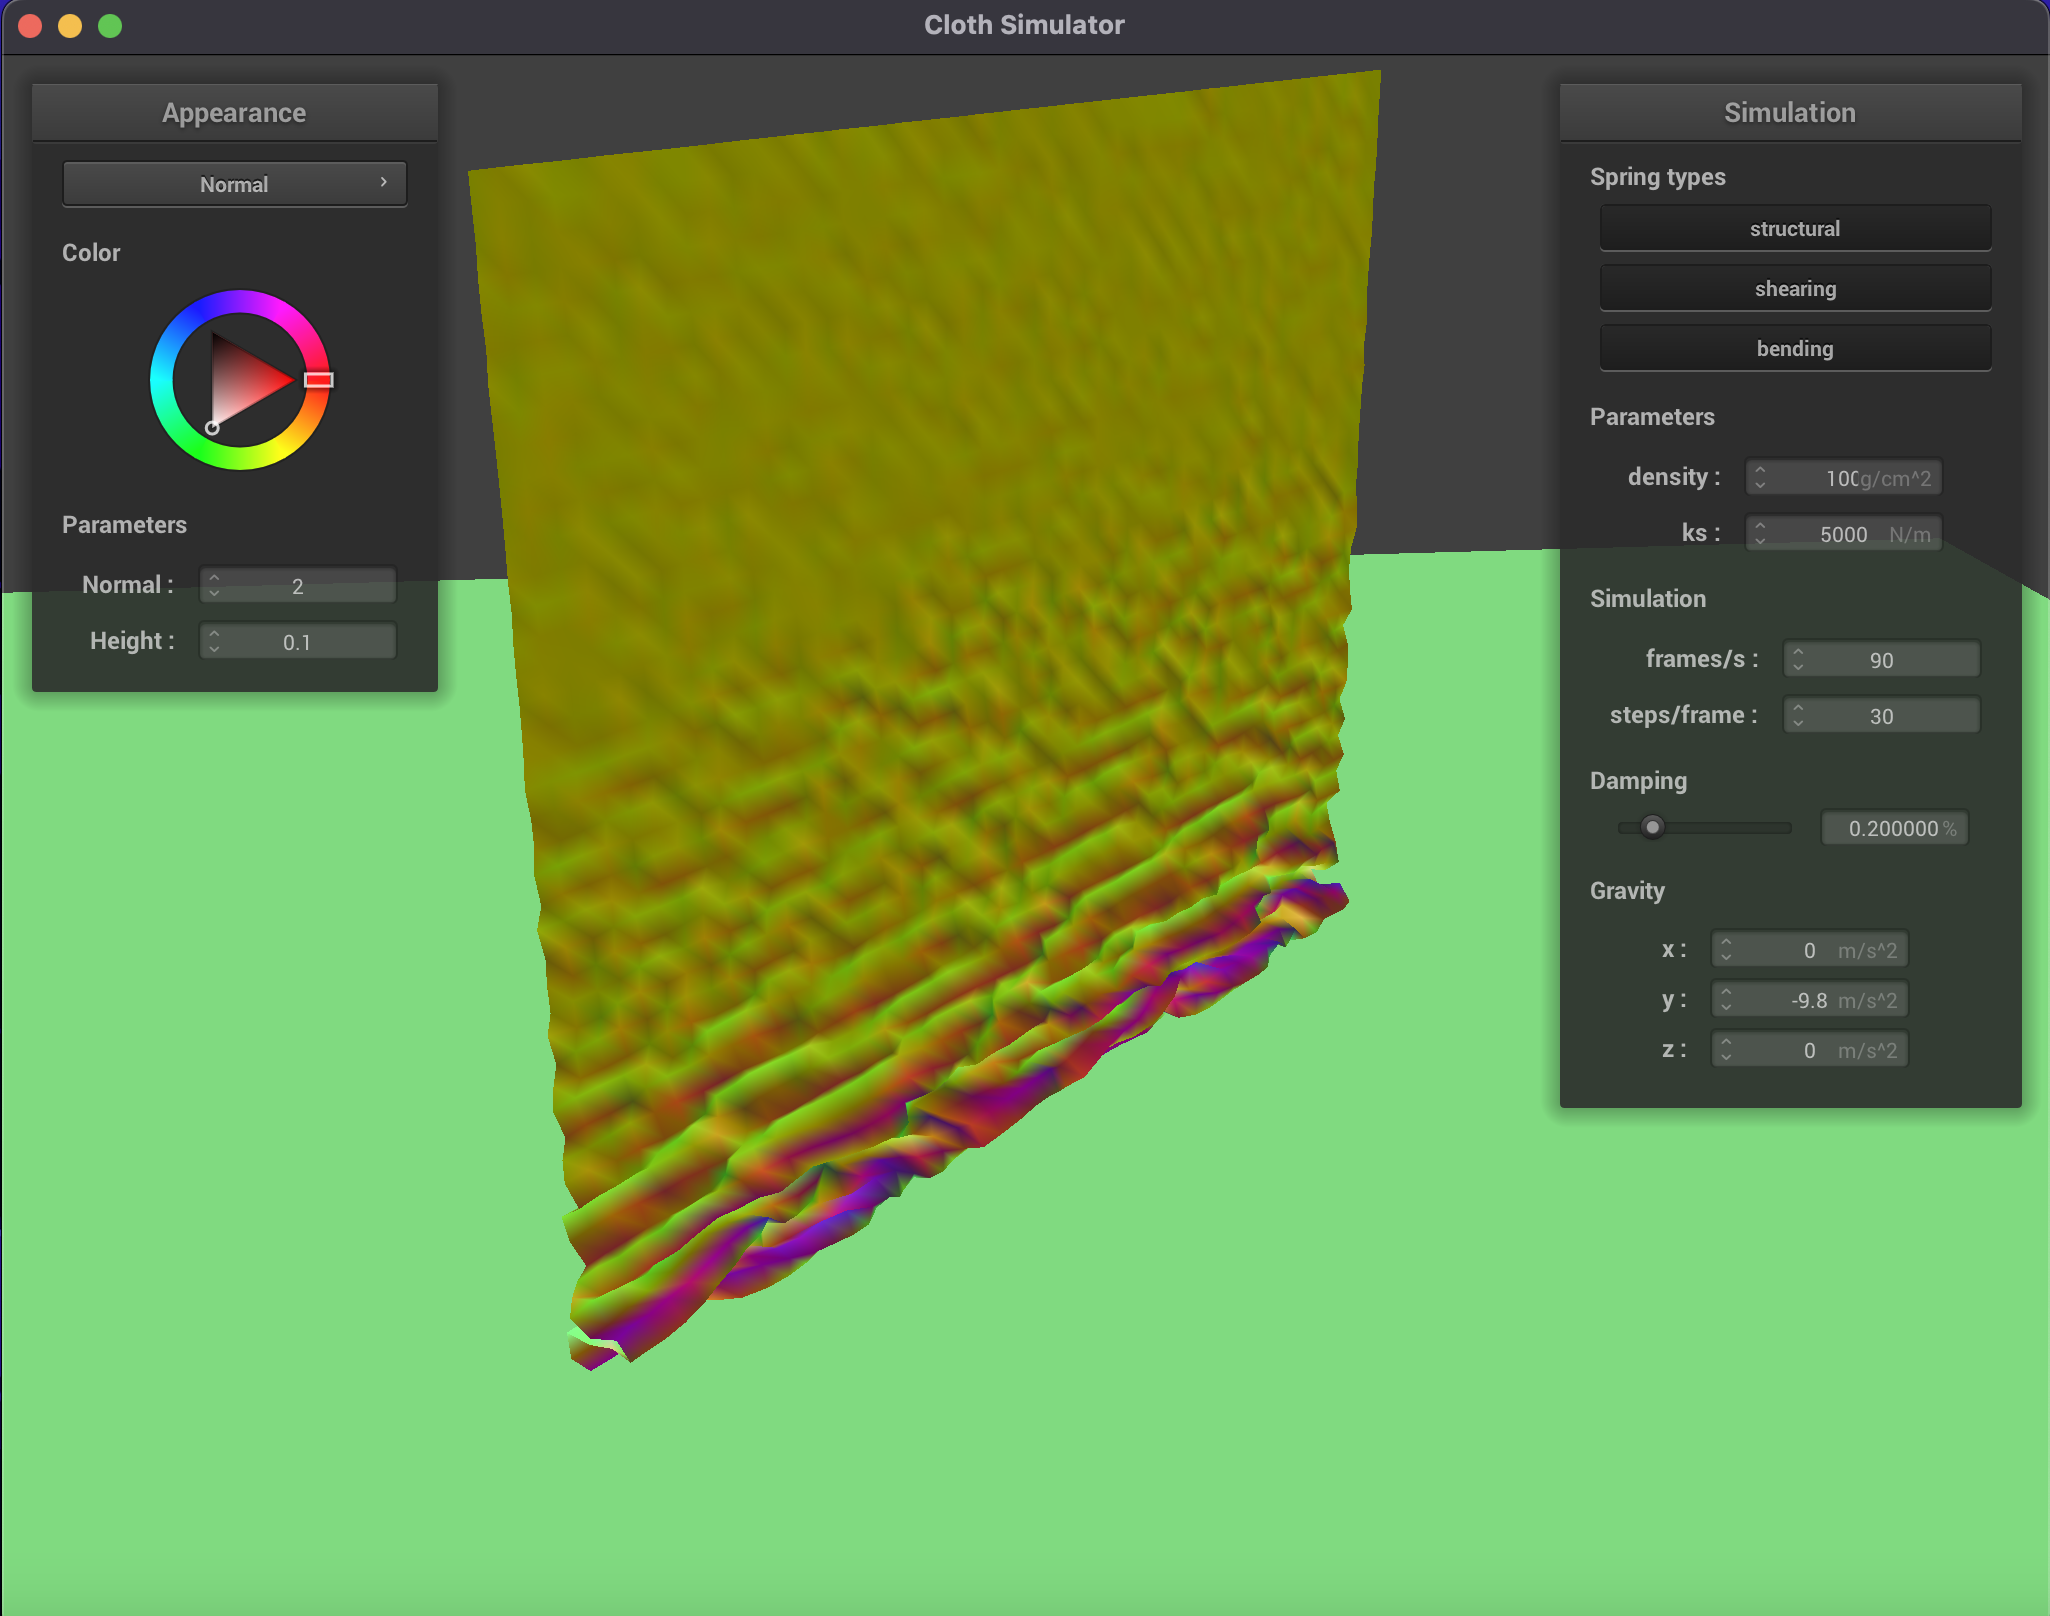 Cloth Simulator
Appearance
Normal
Color
Parameters
Normal : 2
Height : 0.1
Simulation
Spring types
structural
shearing
bending
Parameters
density : 100 g/cm^2
ks : 5000 N/m
Simulation
frames/s : 90
steps/frame : 30
Damping
0.200000 %
Gravity
x : 0 m/s^2
y : -9.8 m/s^2
z : 0 m/s^2